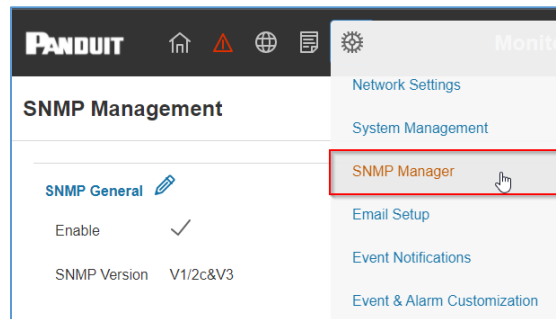 PANDUIT
Monito
SNMP Management
SNMP General
Enable
SNMP Version V1/2c&V3
Network Settings
System Management
SNMP Manager
Email Setup
Event Notifications
Event & Alarm Customization